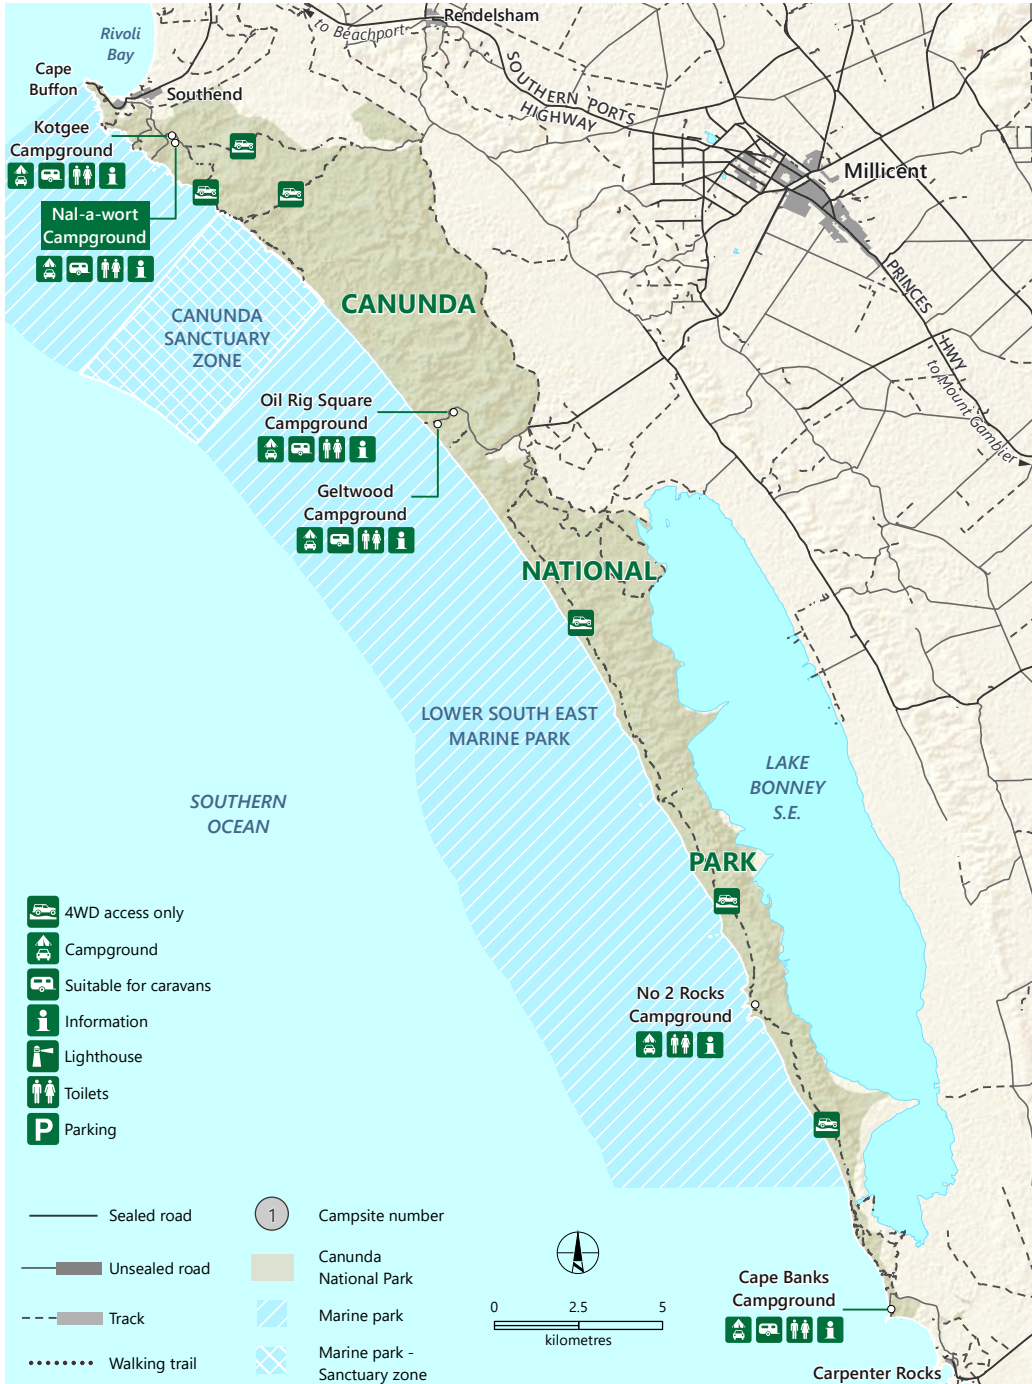 Rendelsham
to Beachport
Rivoli
Bay
Cape
Buffon
Southend
SOUTHERN PORTS
HIGHWAY
Kotgee
Campground
Millicent
Nal-a-wort
Campground
PRINCES
HWY
to Mount Gambier
CANUNDA
CANUNDA
SANCTUARY
ZONE
Oil Rig Square
Campground
Geltwood
Campground
NATIONAL
LOWER SOUTH EAST
MARINE PARK
LAKE
BONNEY
S.E.
SOUTHERN
OCEAN
PARK
No 2 Rocks
Campground
4WD access only
Campground
Suitable for caravans
Information
Lighthouse
Toilets
P Parking
Sealed road
Unsealed road
Track
Walking trail
1 Campsite number
Canunda
National Park
Marine park
Marine park -
Sanctuary zone
0 2.5 5
kilometres
Cape Banks
Campground
Carpenter Rocks